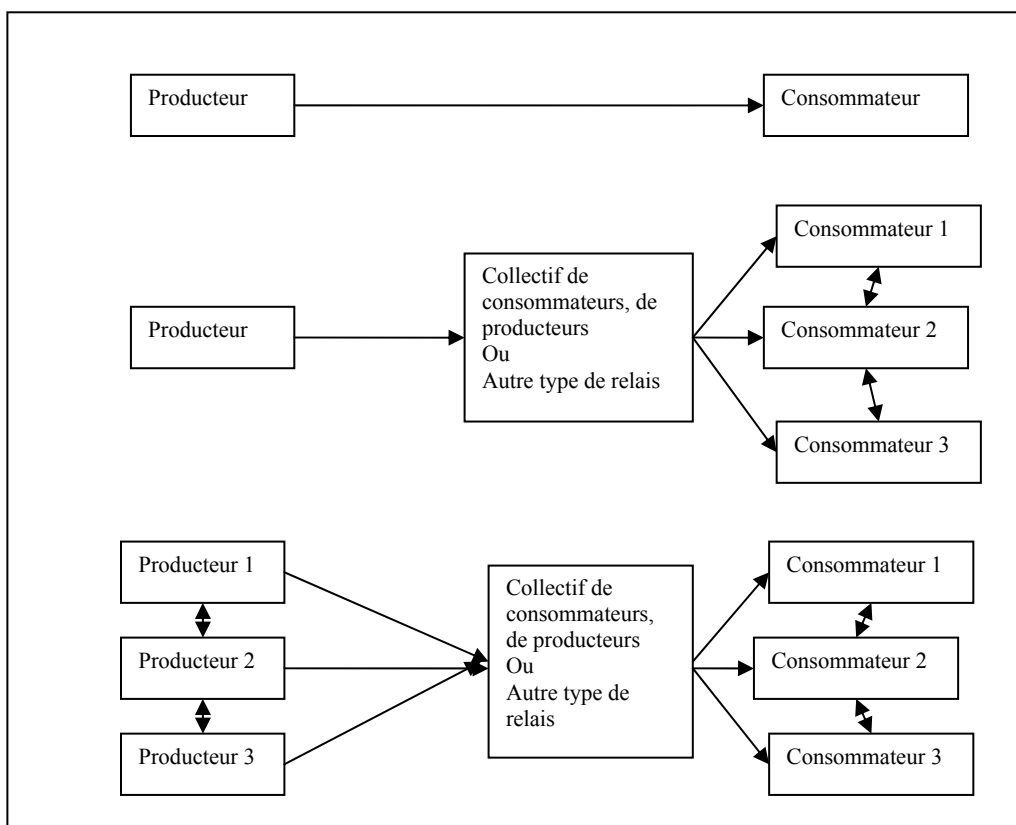 Producteur
Consommateur
Producteur
Collectif de
consommateurs, de
producteurs
Ou
Autre type de relais
Consommateur 1
Consommateur 2
Consommateur 3
Producteur 1
Producteur 2
Producteur 3
Collectif de
consommateurs,
de producteurs
Ou
Autre type de
relais
Consommateur 1
Consommateur 2
Consommateur 3